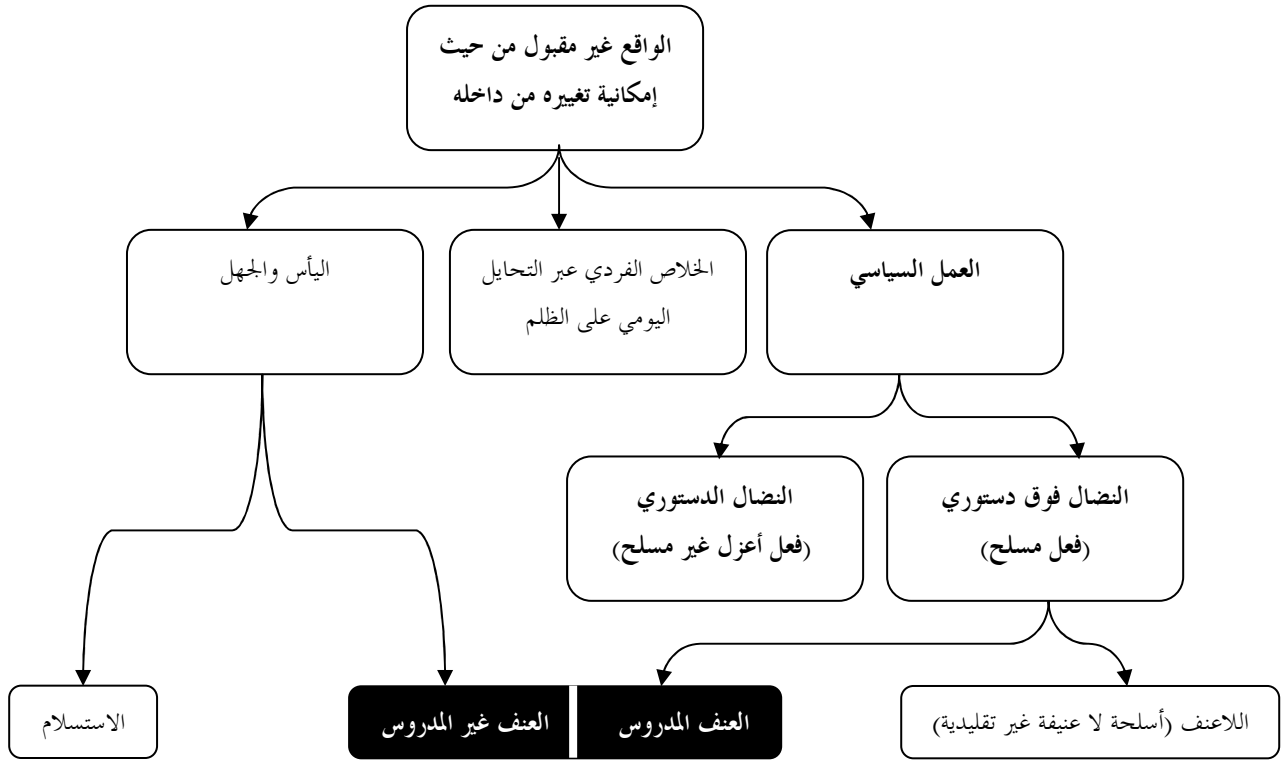 الواقع غير مقبول من حيث
إمكانية تغييره من داخله
العمل السياسي
الخلاص الفردي عبر التحايل
اليومي على الظلم
اليأس والجهل
النضال فوق دستوري
(فعل مسلح)
النضال الدستوري
(فعل أعزل غير مسلح)
اللاعنف (أسلحة لا عنيفة غير تقليدية)
العنف المدروس
العنف غير المدروس
الاستسلام